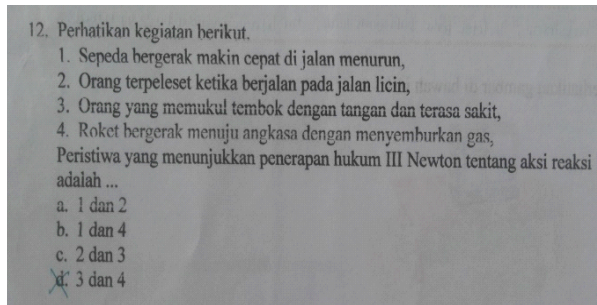 12. Perhatikan kegiatan berikut.
1. Sepeda bergerak makin cepat di jalan menurun,
2. Orang terpeleset ketika berjalan pada jalan licin,
3. Orang yang memukul tembok dengan tangan dan terasa sakit,
4. Roket bergerak menuju angkasa dengan menyemburkan gas,
Peristiwa yang menunjukkan penerapan hukum III Newton tentang aksi reaksi
adalah ...
a. 1 dan 2
b. 1 dan 4
c. 2 dan 3
d. 3 dan 4